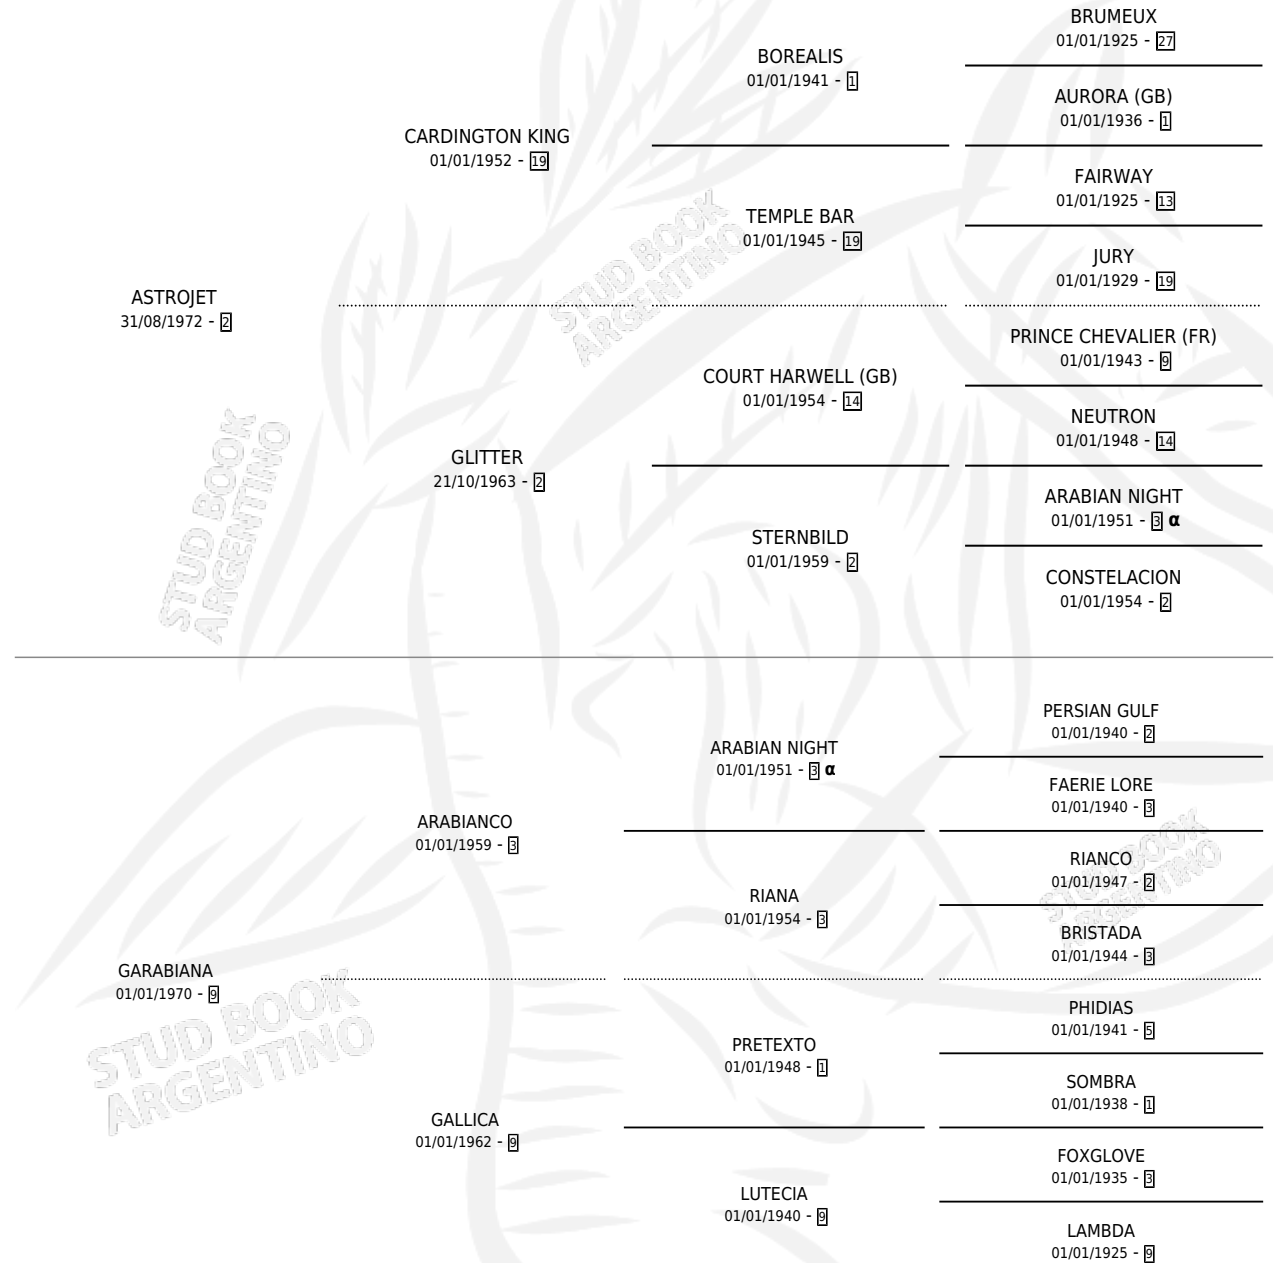 BRUMEUX
01/01/1925 - 27
BOREALIS
01/01/1941 - 1
AURORA (GB)
01/01/1936 - 1
CARDINGTON KING
01/01/1952 - 19
FAIRWAY
01/01/1925 - 13
TEMPLE BAR
01/01/1945 - 19
JURY
01/01/1929 - 19
ASTROJET
31/08/1972 - 2
PRINCE CHEVALIER (FR)
01/01/1943 - 9
COURT HARWELL (GB)
01/01/1954 - 14
NEUTRON
01/01/1948 - 14
GLITTER
21/10/1963 - 2
ARABIAN NIGHT
01/01/1951 - 3 α
STERNBILD
01/01/1959 - 2
CONSTELACION
01/01/1954 - 2
STUD BOOK
ARGENTINO
STUD BOOK
ARGENTINO
PERSIAN GULF
01/01/1940 - 2
ARABIAN NIGHT
01/01/1951 - 3 α
FAERIE LORE
01/01/1940 - 3
ARABIANCO
01/01/1959 - 3
RIANCO
01/01/1947 - 2
RIANA
01/01/1954 - 3
BRISTADA
01/01/1944 - 3
GARABIANA
01/01/1970 - 9
PHIDIAS
01/01/1941 - 5
PRETEXTO
01/01/1948 - 1
SOMBRA
01/01/1938 - 1
GALLICA
01/01/1962 - 9
FOXGLOVE
01/01/1935 - 3
LUTECIA
01/01/1940 - 9
LAMBDA
01/01/1925 - 9
STUD BOOK
ARGENTINO
STUD BOOK
ARGENTINO